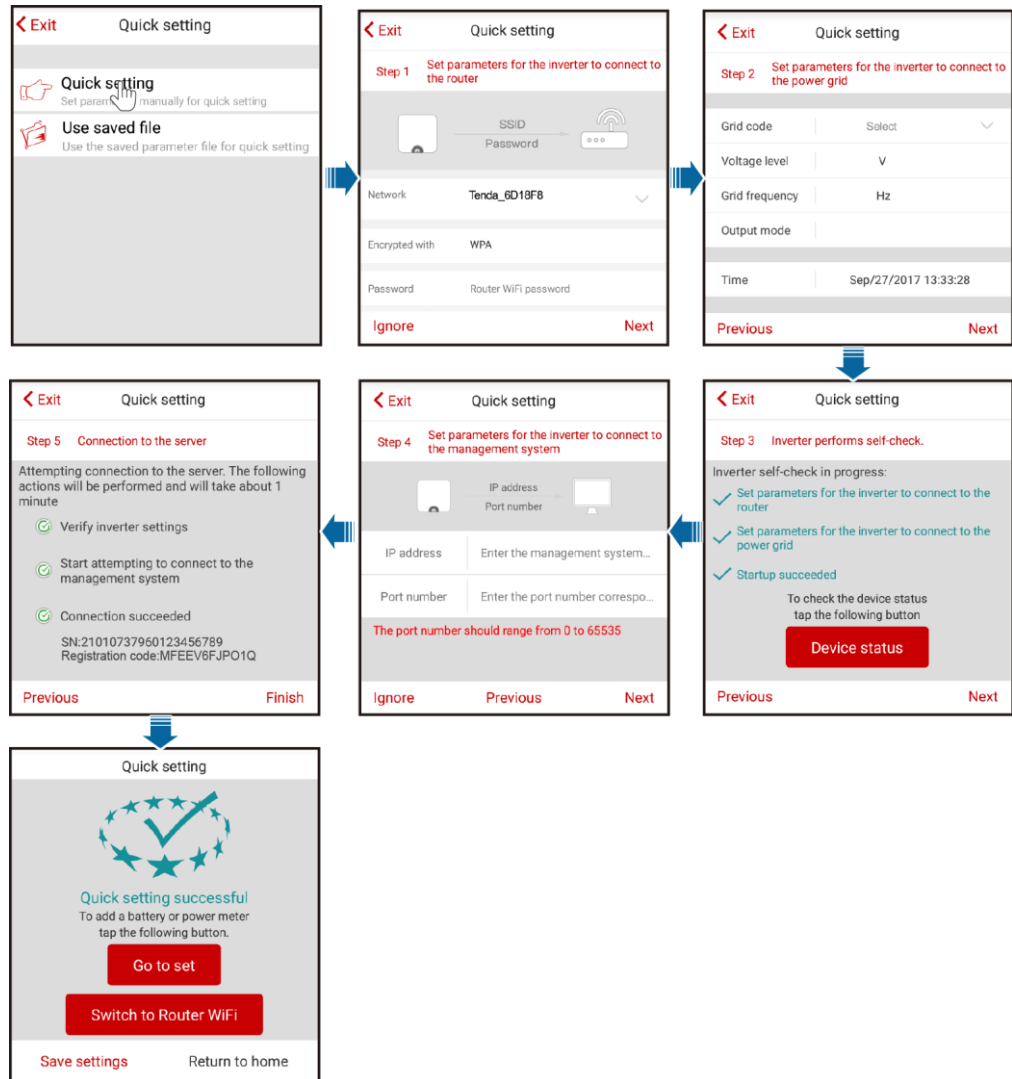 Exit Quick setting
Quick setting
Set param manually for quick setting
Use saved file
Use the saved parameter file for quick setting
Exit Quick setting
Step 1 Set parameters for the inverter to connect to
the router
SSID
Password
Network Tenda_6D18F8
Encrypted with WPA
Password Router WiFi password
Ignore Next
Exit Quick setting
Step 2 Set parameters for the inverter to connect to
the power grid
Grid code Select
Voltage level V
Grid frequency Hz
Output mode
Time Sep/27/2017 13:33:28
Previous Next
Exit Quick setting
Step 3 Inverter performs self-check.
Inverter self-check in progress:
Set parameters for the inverter to connect to the
router
Set parameters for the inverter to connect to the
power grid
Startup succeeded
To check the device status
tap the following button
Device status
Previous Next
Exit Quick setting
Step 4 Set parameters for the inverter to connect to
the management system
IP address
Port number
IP address Enter the management system...
Port number Enter the port number correspo...
The port number should range from 0 to 65535
Ignore Previous Next
Exit Quick setting
Step 5 Connection to the server
Attempting connection to the server. The following
actions will be performed and will take about 1
minute
Verify inverter settings
Start attempting to connect to the
management system
Connection succeeded
SN:21010737960123456789
Registration code:MFEEV6FJPO1Q
Previous Finish
Quick setting
Quick setting successful
To add a battery or power meter
tap the following button.
Go to set
Switch to Router WiFi
Save settings Return to home